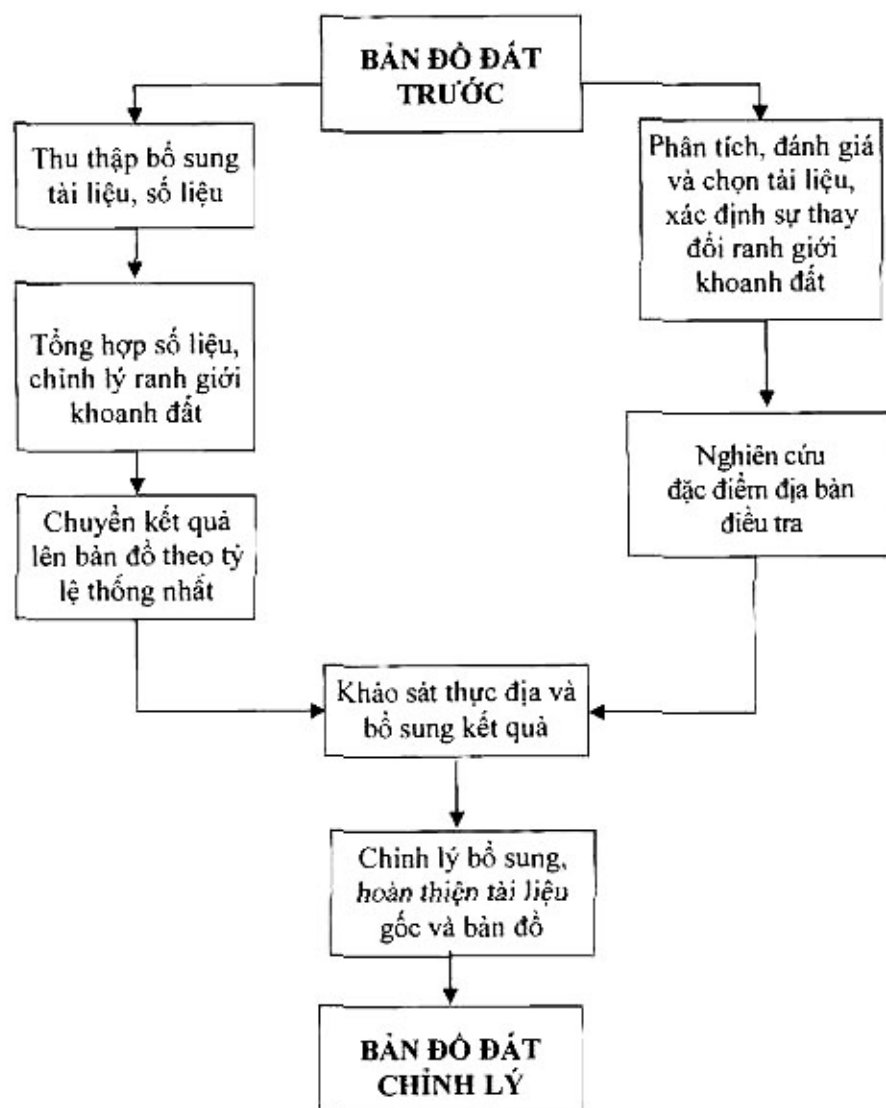 BẢN ĐỒ ĐẤT
TRƯỚC
Thu thập bổ sung
tài liệu, số liệu
Tổng hợp số liệu,
chỉnh lý ranh giới
khoanh đất
Chuyển kết quả
lên bản đồ theo tỷ
lệ thống nhất
Phân tích, đánh giá
và chọn tài liệu,
xác định sự thay
đổi ranh giới
khoanh đất
Nghiên cứu
đặc điểm địa bàn
điều tra
Khảo sát thực địa và
bổ sung kết quả
Chỉnh lý bổ sung,
hoàn thiện tài liệu
gốc và bản đồ
BẢN ĐỒ ĐẤT
CHỈNH LÝ